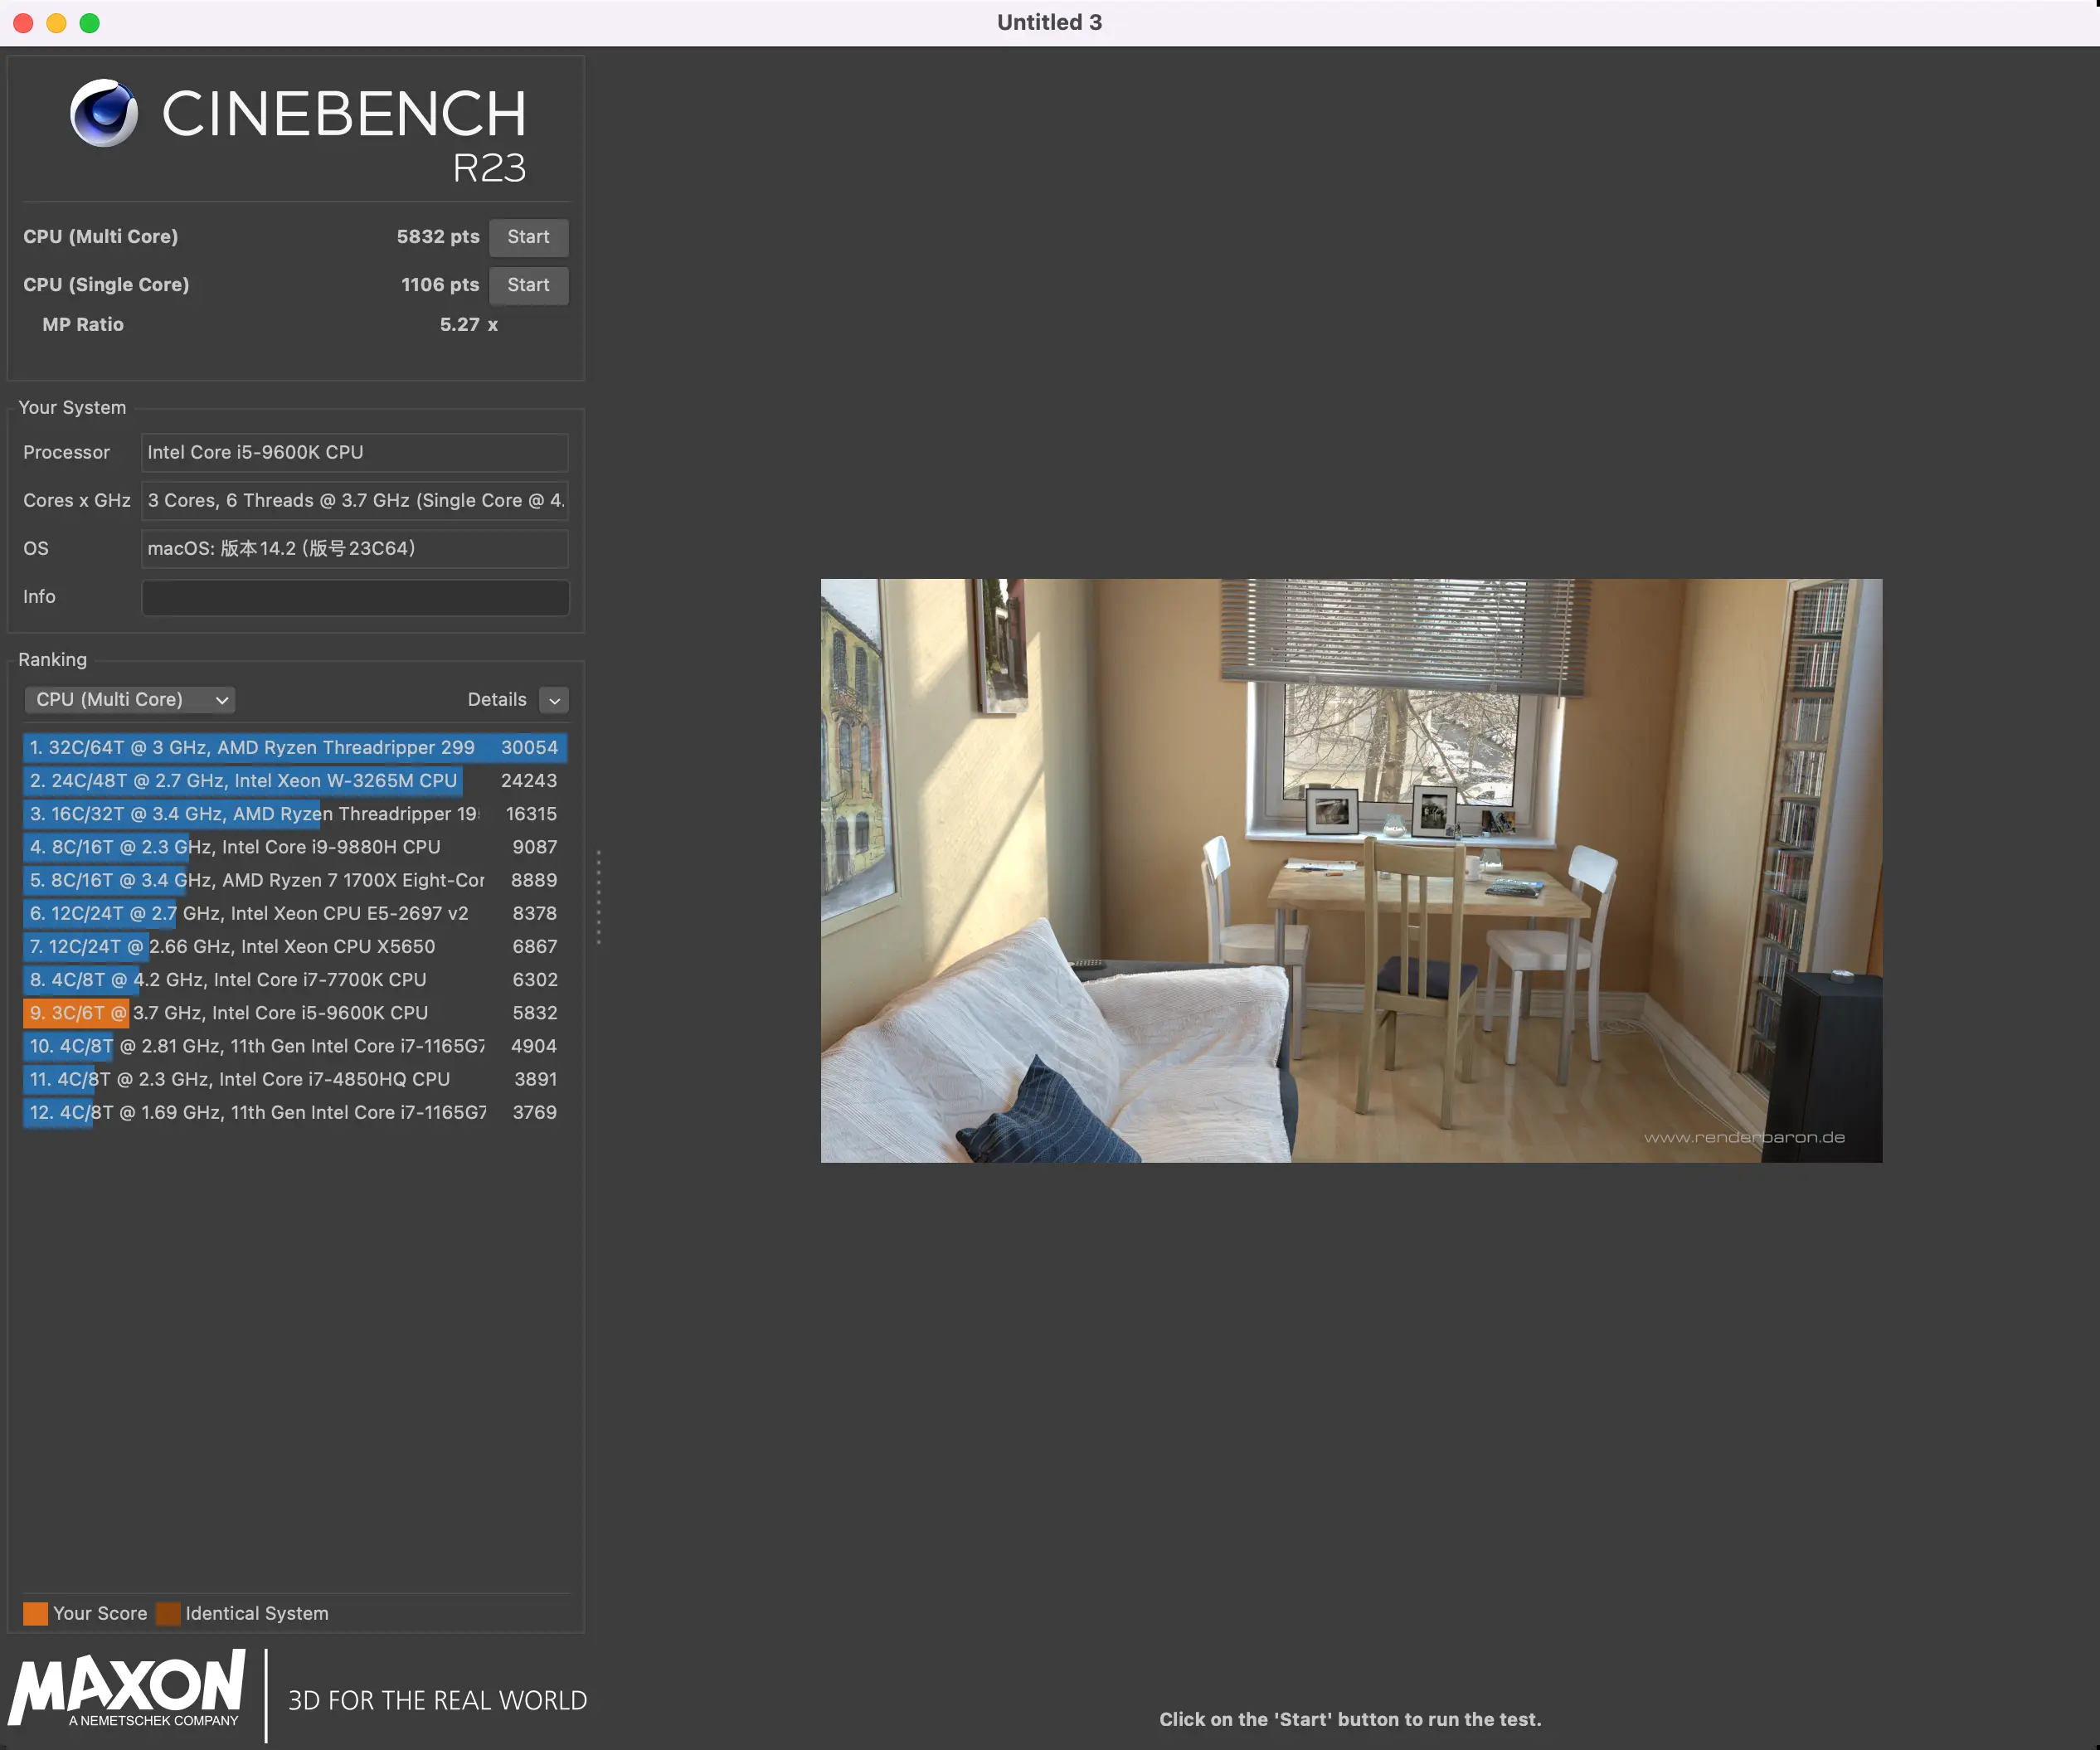 Untitled 3
CINEBENCH
R23
CPU (Multi Core) 5832 pts Start
CPU (Single Core) 1106 pts Start
MP Ratio 5.27 x
Your System
Processor Intel Core i5-9600K CPU
Cores x GHz 3 Cores, 6 Threads @ 3.7 GHz (Single Core @ 4.
OS macOS: 版本14.2 (版号23C64)
Info
Ranking
CPU (Multi Core) Details
1. 32C/64T @ 3 GHz, AMD Ryzen Threadripper 299 30054
2. 24C/48T @ 2.7 GHz, Intel Xeon W-3265M CPU 24243
3. 16C/32T @ 3.4 GHz, AMD Ryzen Threadripper 19 16315
4. 8C/16T @ 2.3 GHz, Intel Core i9-9880H CPU 9087
5. 8C/16T @ 3.4 GHz, AMD Ryzen 7 1700X Eight-Cor 8889
6. 12C/24T @ 2.7 GHz, Intel Xeon CPU E5-2697 v2 8378
7. 12C/24T @ 2.66 GHz, Intel Xeon CPU X5650 6867
8. 4C/8T @ 4.2 GHz, Intel Core i7-7700K CPU 6302
9. 3C/6T @ 3.7 GHz, Intel Core i5-9600K CPU 5832
10. 4C/8T @ 2.81 GHz, 11th Gen Intel Core i7-1165G7 4904
11. 4C/8T @ 2.3 GHz, Intel Core i7-4850HQ CPU 3891
12. 4C/8T @ 1.69 GHz, 11th Gen Intel Core i7-1165G7 3769
www.renderbaron.de
Your Score Identical System
MAXON
A NEMETSCHEK COMPANY
3D FOR THE REAL WORLD
Click on the 'Start' button to run the test.